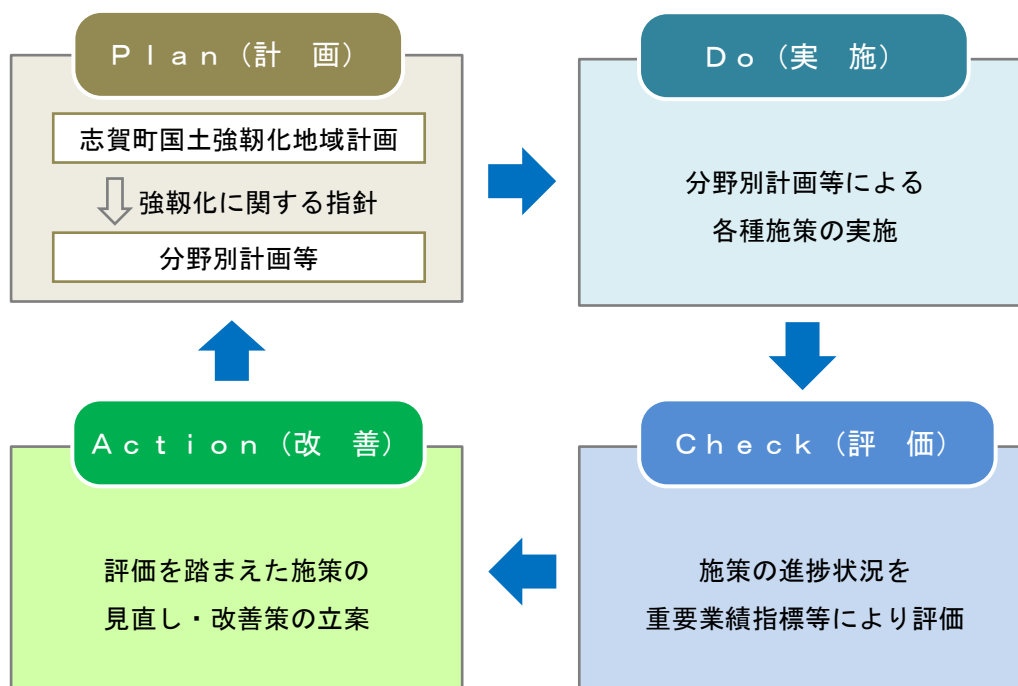 Ｐｌａｎ（計　画）
志賀町国土強靱化地域計画
強靱化に関する指針
分野別計画等
Ｄｏ（実　施）
分野別計画等による
各種施策の実施
Ｃｈｅｃｋ（評　価）
施策の進捗状況を
重要業績指標等により評価
Ａｃｔｉｏｎ（改　善）
評価を踏まえた施策の
見直し・改善策の立案